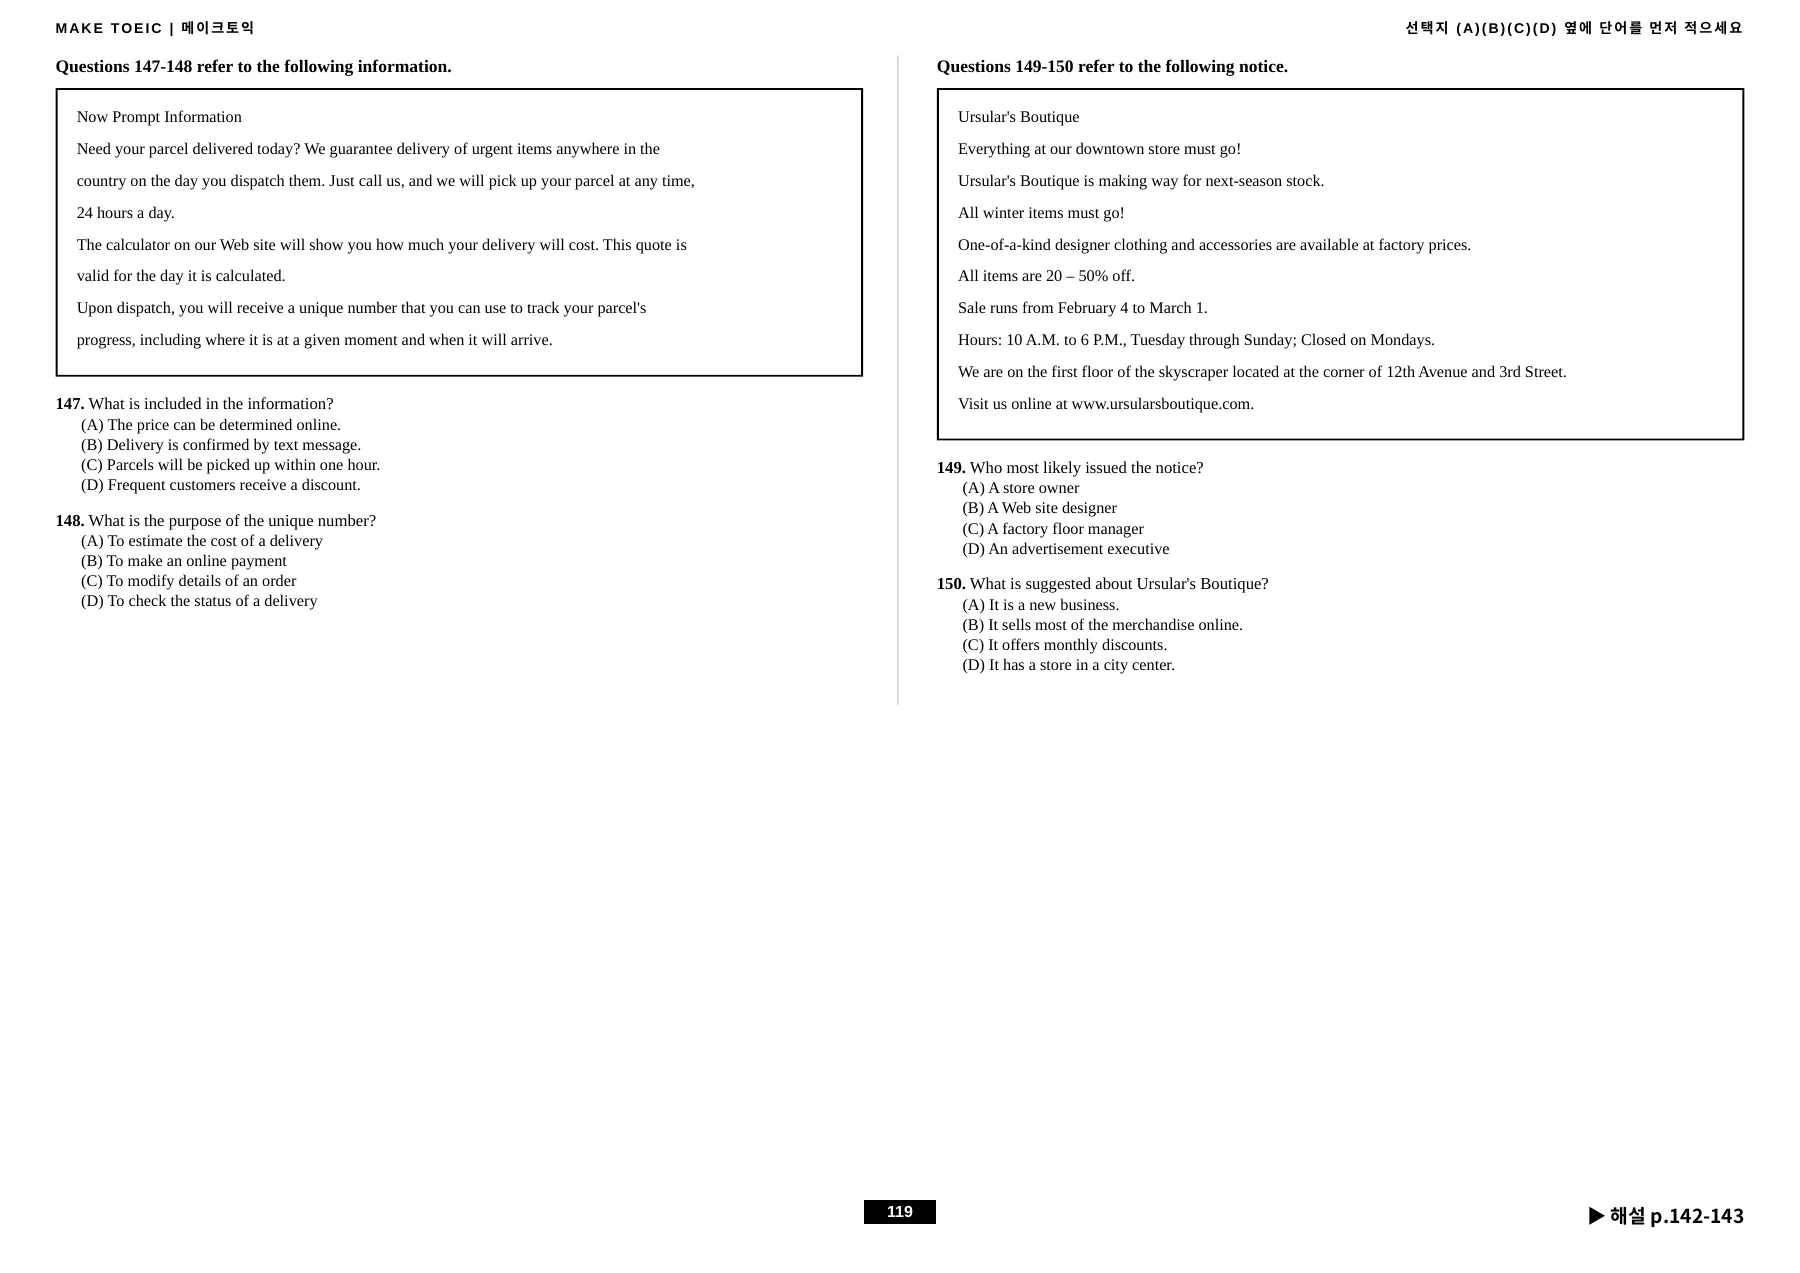 MAKE TOEIC | 메이크토익
선택지 (A)(B)(C)(D) 옆에 단어를 먼저 적으세요
Questions 147-148 refer to the following information.
Now Prompt Information
Need your parcel delivered today? We guarantee delivery of urgent items anywhere in the
country on the day you dispatch them. Just call us, and we will pick up your parcel at any time,
24 hours a day.
The calculator on our Web site will show you how much your delivery will cost. This quote is
valid for the day it is calculated.
Upon dispatch, you will receive a unique number that you can use to track your parcel's
progress, including where it is at a given moment and when it will arrive.
147. What is included in the information?
(A) The price can be determined online.
(B) Delivery is confirmed by text message.
(C) Parcels will be picked up within one hour.
(D) Frequent customers receive a discount.
148. What is the purpose of the unique number?
(A) To estimate the cost of a delivery
(B) To make an online payment
(C) To modify details of an order
(D) To check the status of a delivery
Questions 149-150 refer to the following notice.
Ursular's Boutique
Everything at our downtown store must go!
Ursular's Boutique is making way for next-season stock.
All winter items must go!
One-of-a-kind designer clothing and accessories are available at factory prices.
All items are 20 – 50% off.
Sale runs from February 4 to March 1.
Hours: 10 A.M. to 6 P.M., Tuesday through Sunday; Closed on Mondays.
We are on the first floor of the skyscraper located at the corner of 12th Avenue and 3rd Street.
Visit us online at www.ursularsboutique.com.
149. Who most likely issued the notice?
(A) A store owner
(B) A Web site designer
(C) A factory floor manager
(D) An advertisement executive
150. What is suggested about Ursular's Boutique?
(A) It is a new business.
(B) It sells most of the merchandise online.
(C) It offers monthly discounts.
(D) It has a store in a city center.
119
▶ 해설 p.142-143